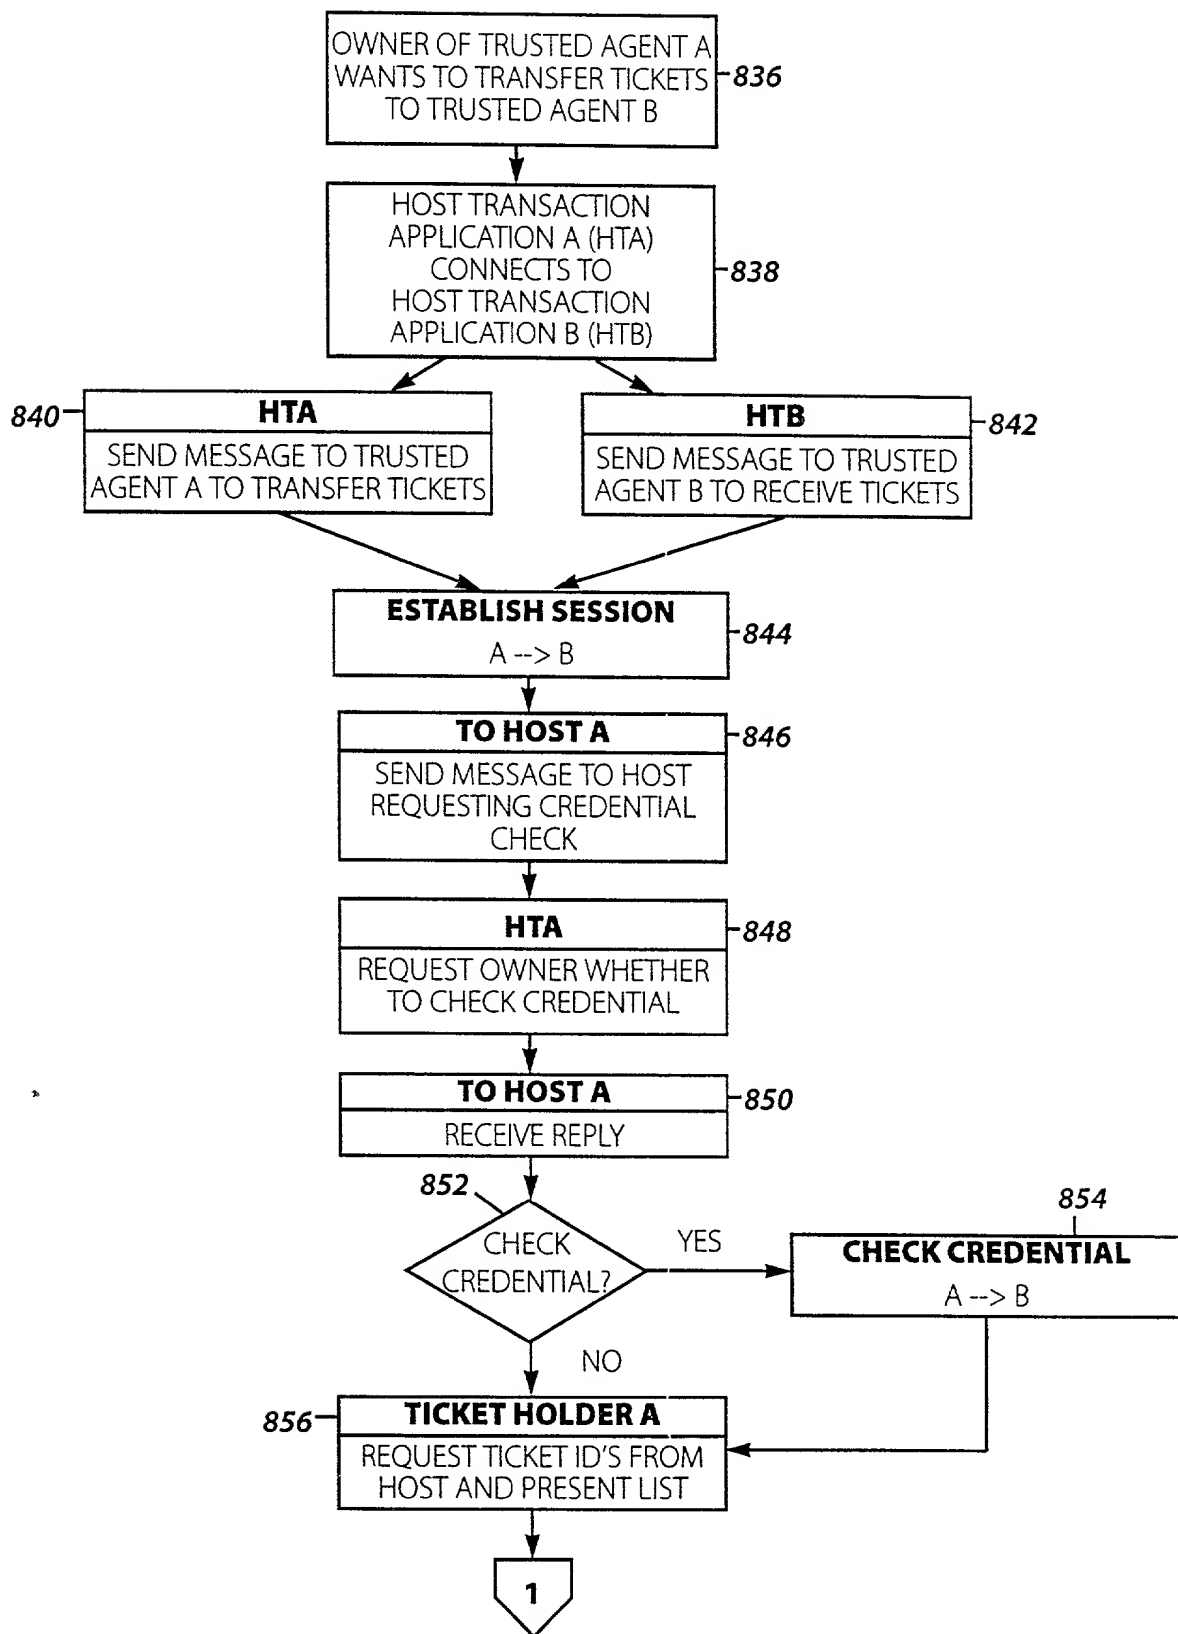 OWNER OF TRUSTED AGENT A
WANTS TO TRANSFER TICKETS
TO TRUSTED AGENT B
836
HOST TRANSACTION
APPLICATION A (HTA)
CONNECTS TO
HOST TRANSACTION
APPLICATION B (HTB)
838
840
HTA
SEND MESSAGE TO TRUSTED
AGENT A TO TRANSFER TICKETS
HTB
842
SEND MESSAGE TO TRUSTED
AGENT B TO RECEIVE TICKETS
ESTABLISH SESSION
844
A --> B
TO HOST A
846
SEND MESSAGE TO HOST
REQUESTING CREDENTIAL
CHECK
HTA
848
REQUEST OWNER WHETHER
TO CHECK CREDENTIAL
TO HOST A
850
RECEIVE REPLY
852
CHECK
CREDENTIAL?
YES
854
CHECK CREDENTIAL
A --> B
NO
856
TICKET HOLDER A
REQUEST TICKET ID'S FROM
HOST AND PRESENT LIST
1